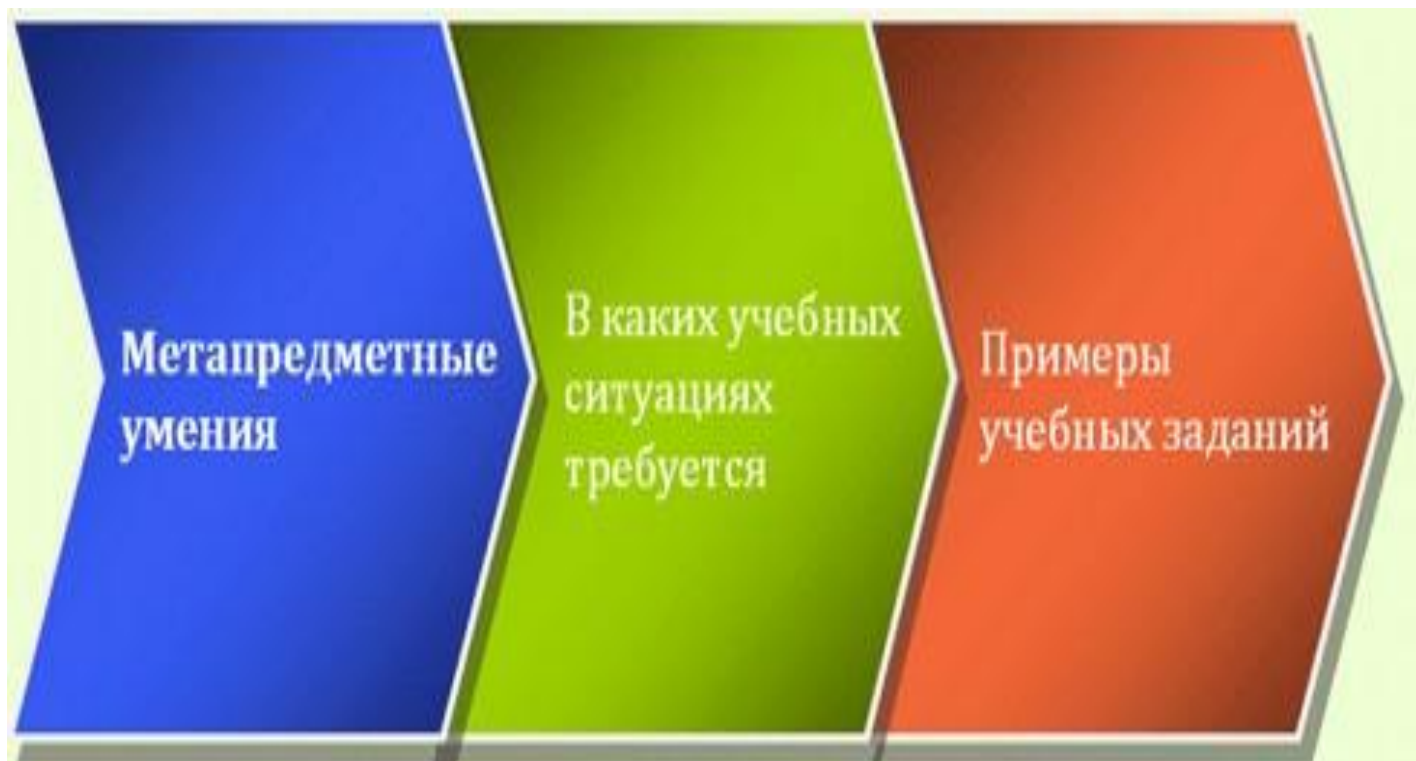 Метапредметные
умения
В каких учебных
ситуациях
требуется
Примеры
учебных заданий